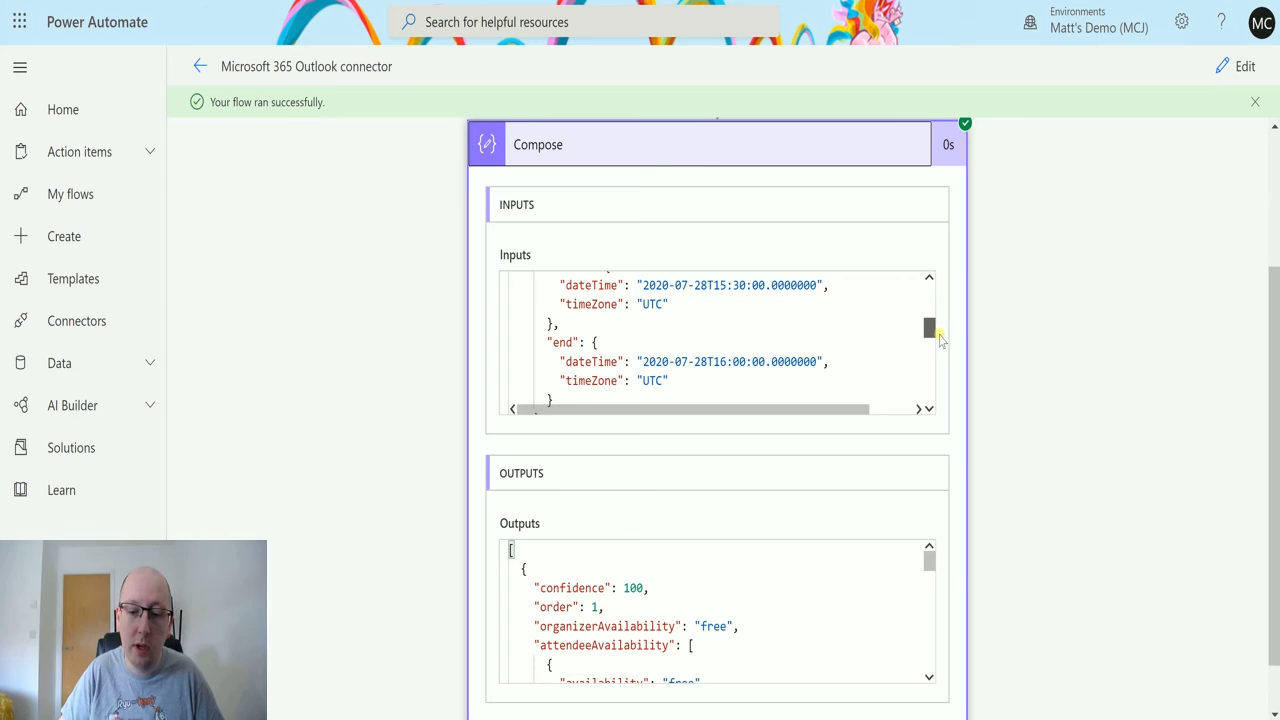 Power Automate
Search for helpful resources
Environments
Matt's Demo (MCJ)
MC
Microsoft 365 Outlook connector
Edit
Your flow ran successfully.
Home
Action items
My flows
Create
Templates
Connectors
Data
AI Builder
Solutions
Learn
Compose
0s
INPUTS
Inputs
"dateTime": "2020-07-28T15:30:00.0000000",
"timeZone": "UTC"
},
"end": {
"dateTime": "2020-07-28T16:00:00.0000000",
"timeZone": "UTC"
}
OUTPUTS
Outputs
[
{
"confidence": 100,
"order": 1,
"organizerAvailability": "free",
"attendeeAvailability": [
{
"availability": "free"